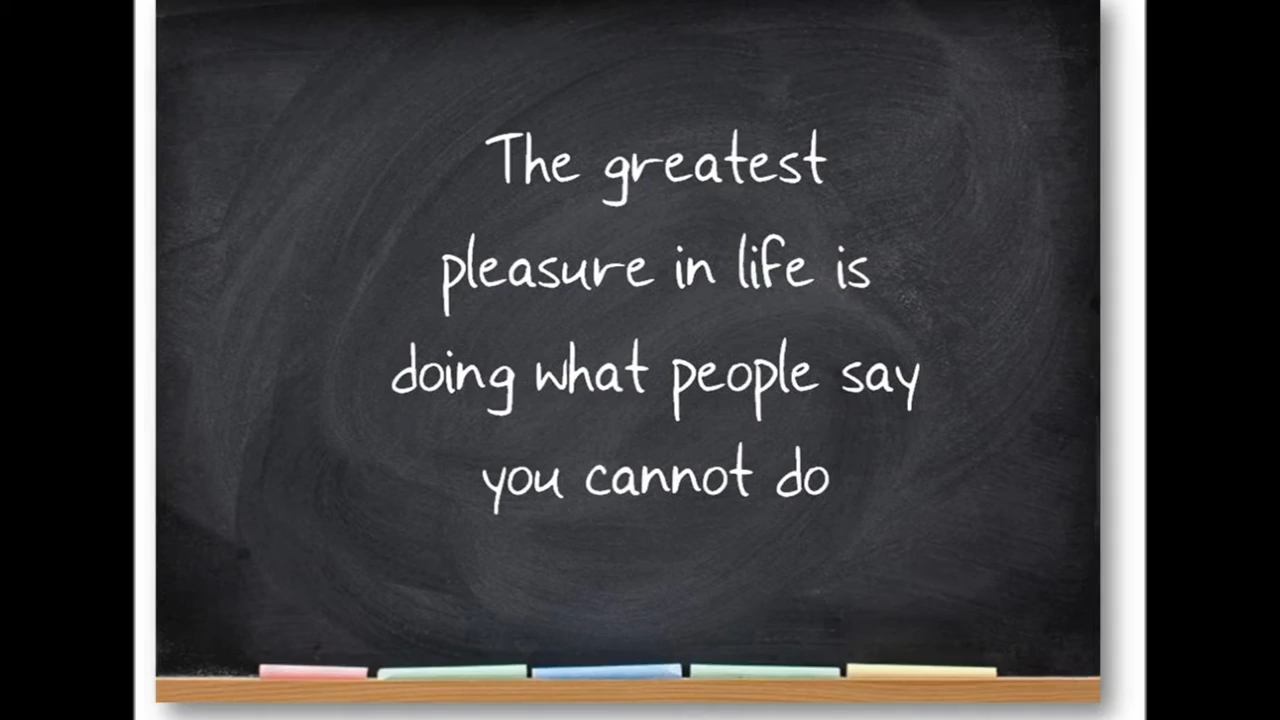 The greatest
pleasure in life is
doing what people say
you cannot do